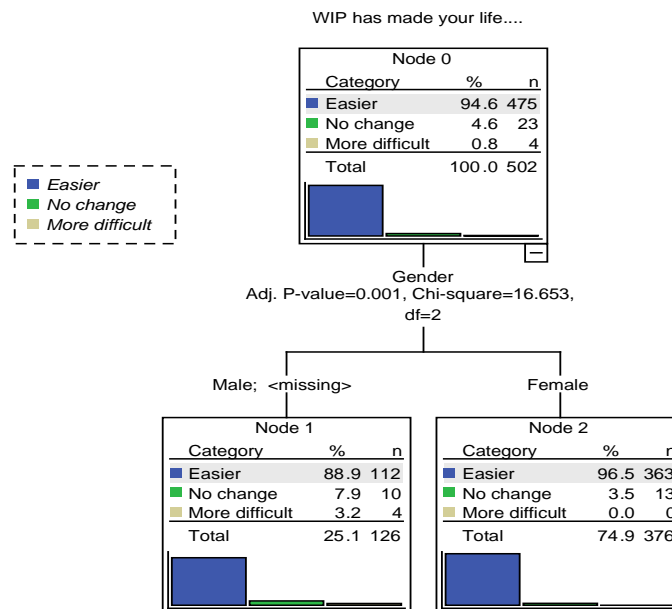 WIP has made your life....
Node 0
Category % n
Easier 94.6 475
No change 4.6 23
More difficult 0.8 4
Total 100.0 502
Easier
No change
More difficult
Gender
Adj. P-value=0.001, Chi-square=16.653,
df=2
Male; <missing>
Female
Node 1
Category % n
Easier 88.9 112
No change 7.9 10
More difficult 3.2 4
Total 25.1 126
Node 2
Category % n
Easier 96.5 363
No change 3.5 13
More difficult 0.0 0
Total 74.9 376